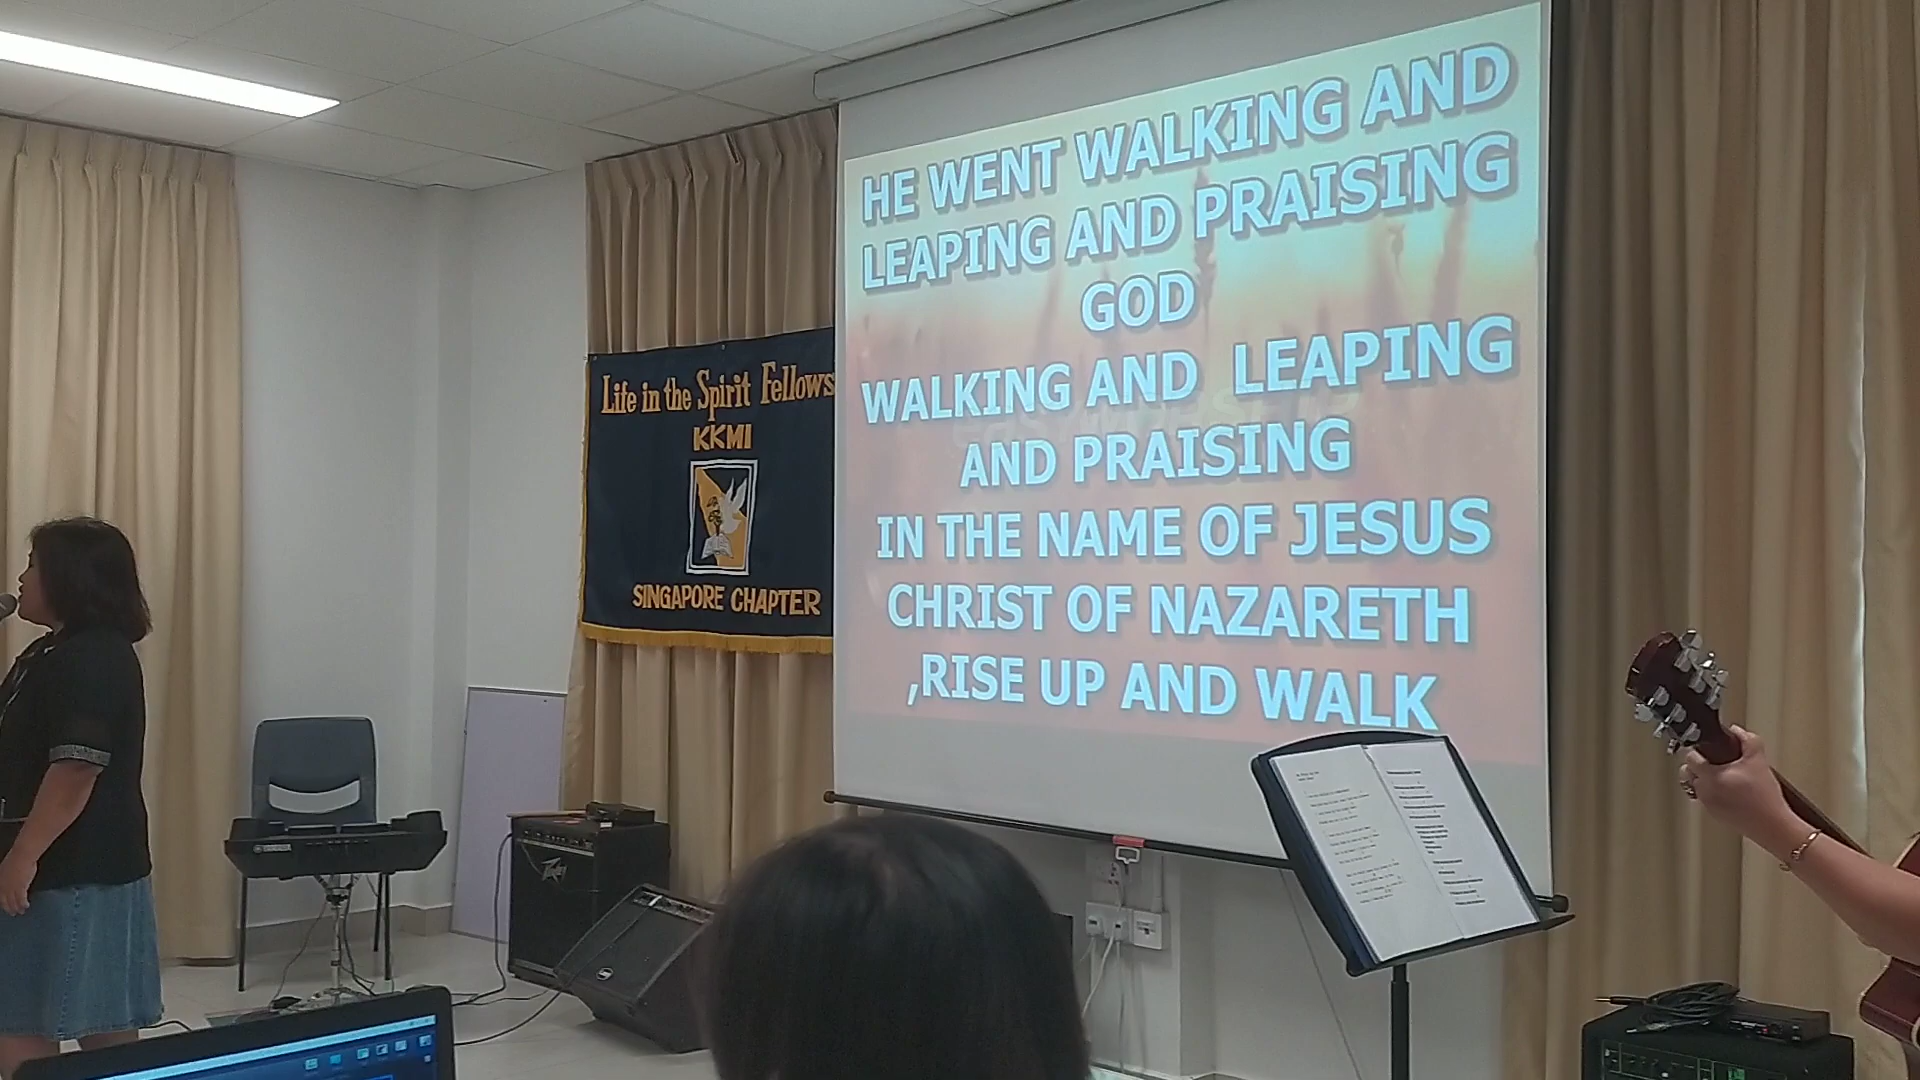 HE WENT WALKING AND
LEAPING AND PRAISING
GOD
WALKING AND LEAPING
AND PRAISING
IN THE NAME OF JESUS
CHRIST OF NAZARETH
,RISE UP AND WALK
Life in the Spirit Fellows
KKMI
SINGAPORE CHAPTER